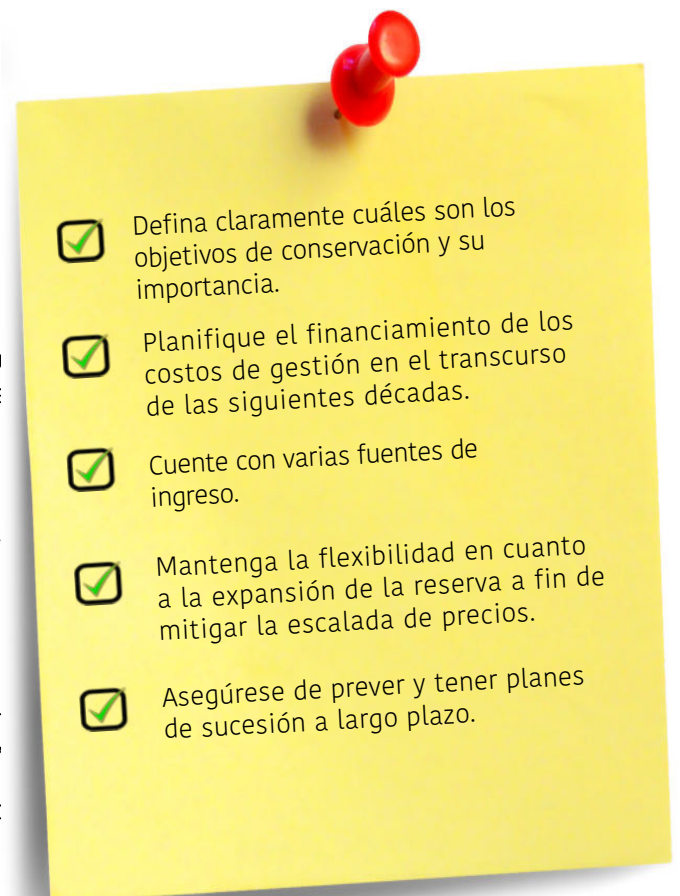 Defina claramente cuáles son los
objetivos de conservación y su
importancia.
Planifique el financiamiento de los
costos de gestión en el transcurso
de las siguientes décadas.
Cuente con varias fuentes de
ingreso.
Mantenga la flexibilidad en cuanto
a la expansión de la reserva a fin de
mitigar la escalada de precios.
Asegúrese de prever y tener planes
de sucesión a largo plazo.